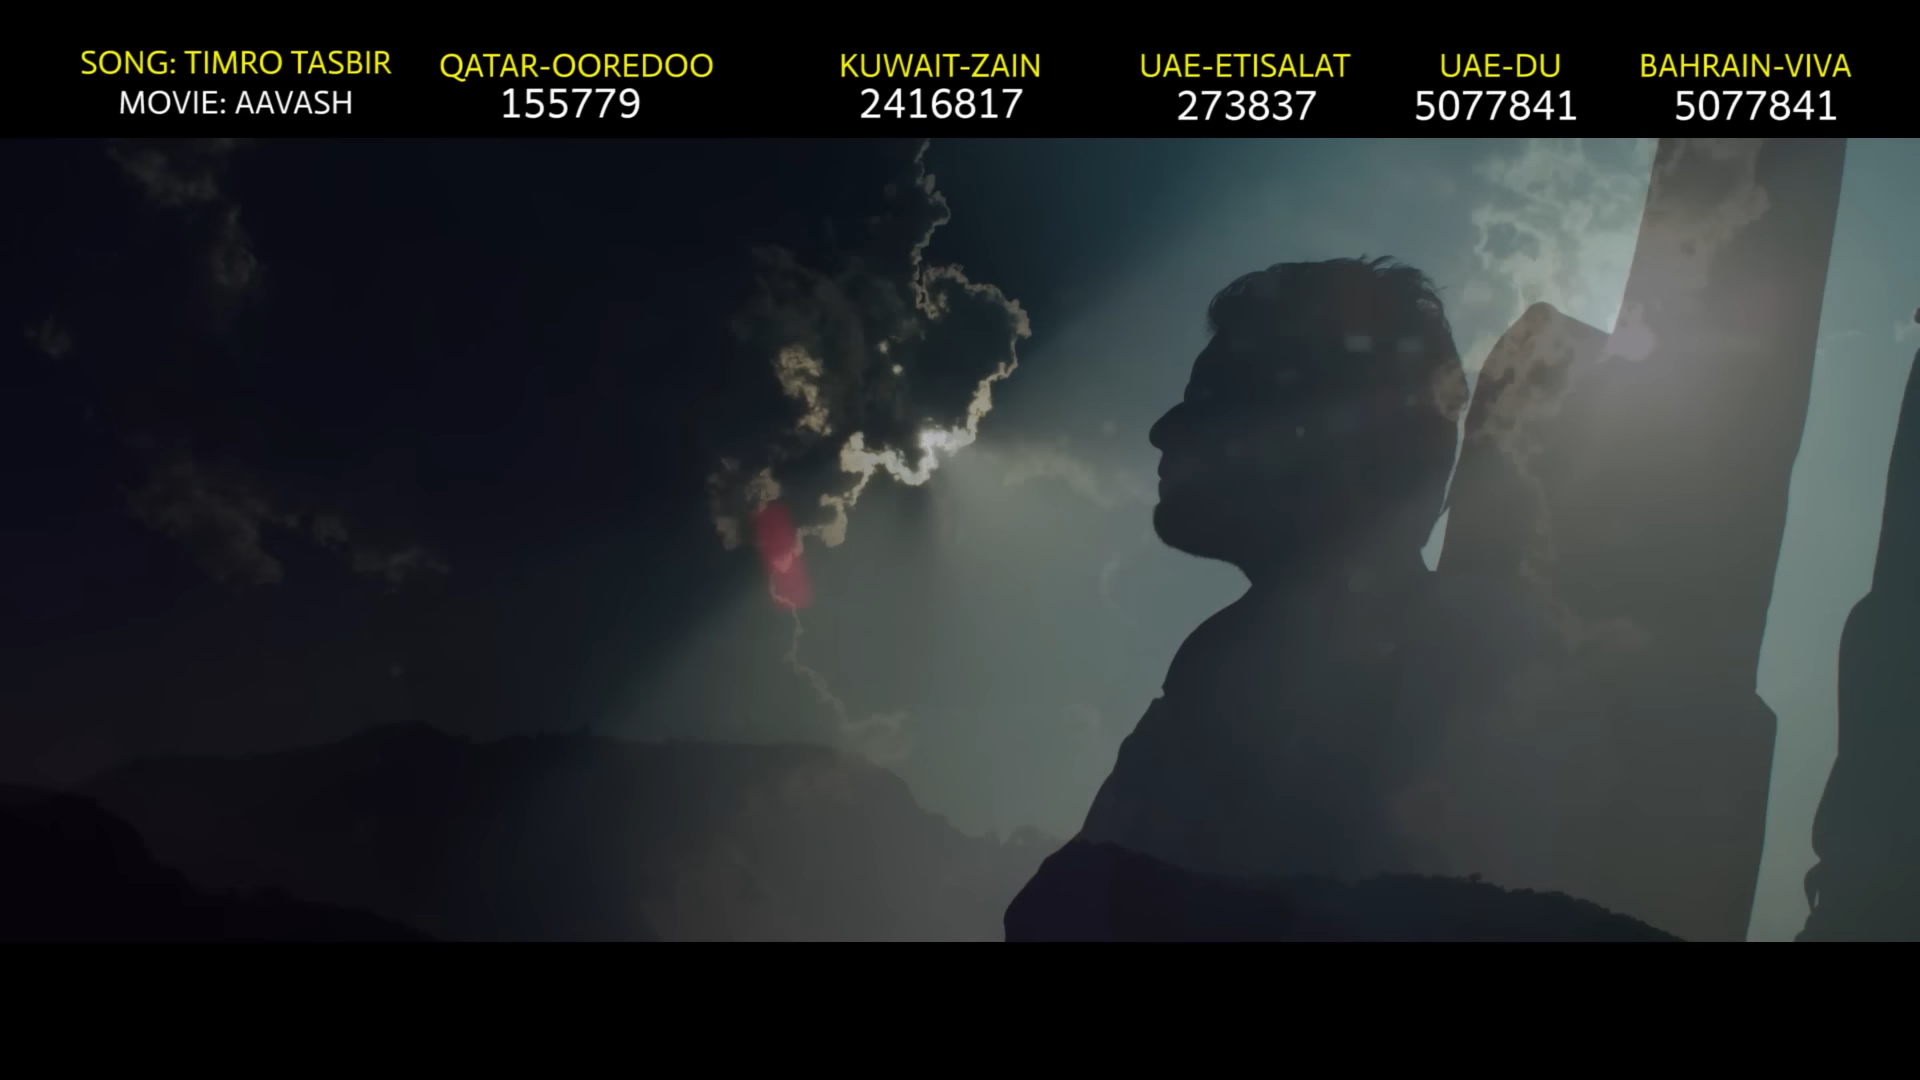 SONG: TIMRO TASBIR
MOVIE: AAVASH
QATAR-OOREDOO
155779
KUWAIT-ZAIN
2416817
UAE-ETISALAT
273837
UAE-DU
5077841
BAHRAIN-VIVA
5077841